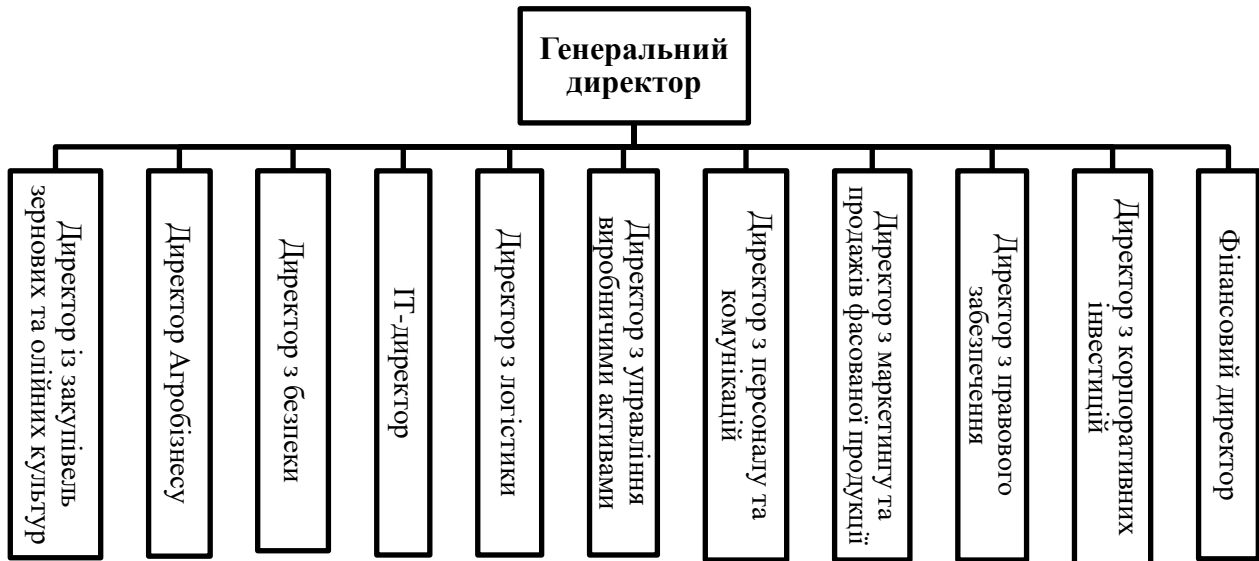 Генеральний
директор
Директор із закупівель
зернових та олійних культур
Директор Агробізнесу
Директор з безпеки
ІТ-директор
Директор з логістики
Директор з управління
виробничими активами
Директор з персоналу та
комунікацій
Директор з маркетингу та
продажів фасованої продукції
Директор з правового
забезпечення
Директор з корпоративних
інвестицій
Фінансовий директор